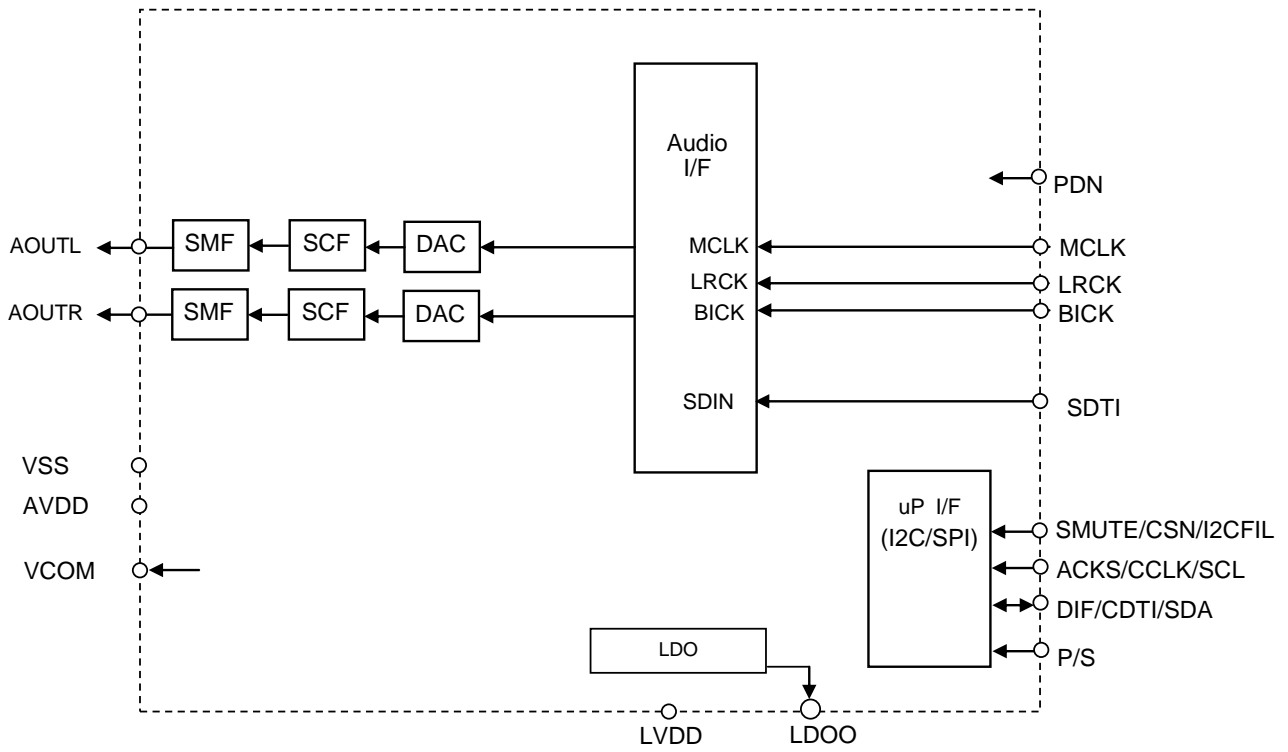 Audio
I/F
PDN
AOUTL
SMF
SCF
DAC
MCLK
MCLK
LRCK
LRCK
AOUTR
SMF
SCF
DAC
BICK
BICK
SDIN
SDTI
VSS
AVDD
VCOM
uP I/F
(I2C/SPI)
SMUTE/CSN/I2CFIL
ACKS/CCLK/SCL
DIF/CDTI/SDA
P/S
LDO
LVDD
LDOO